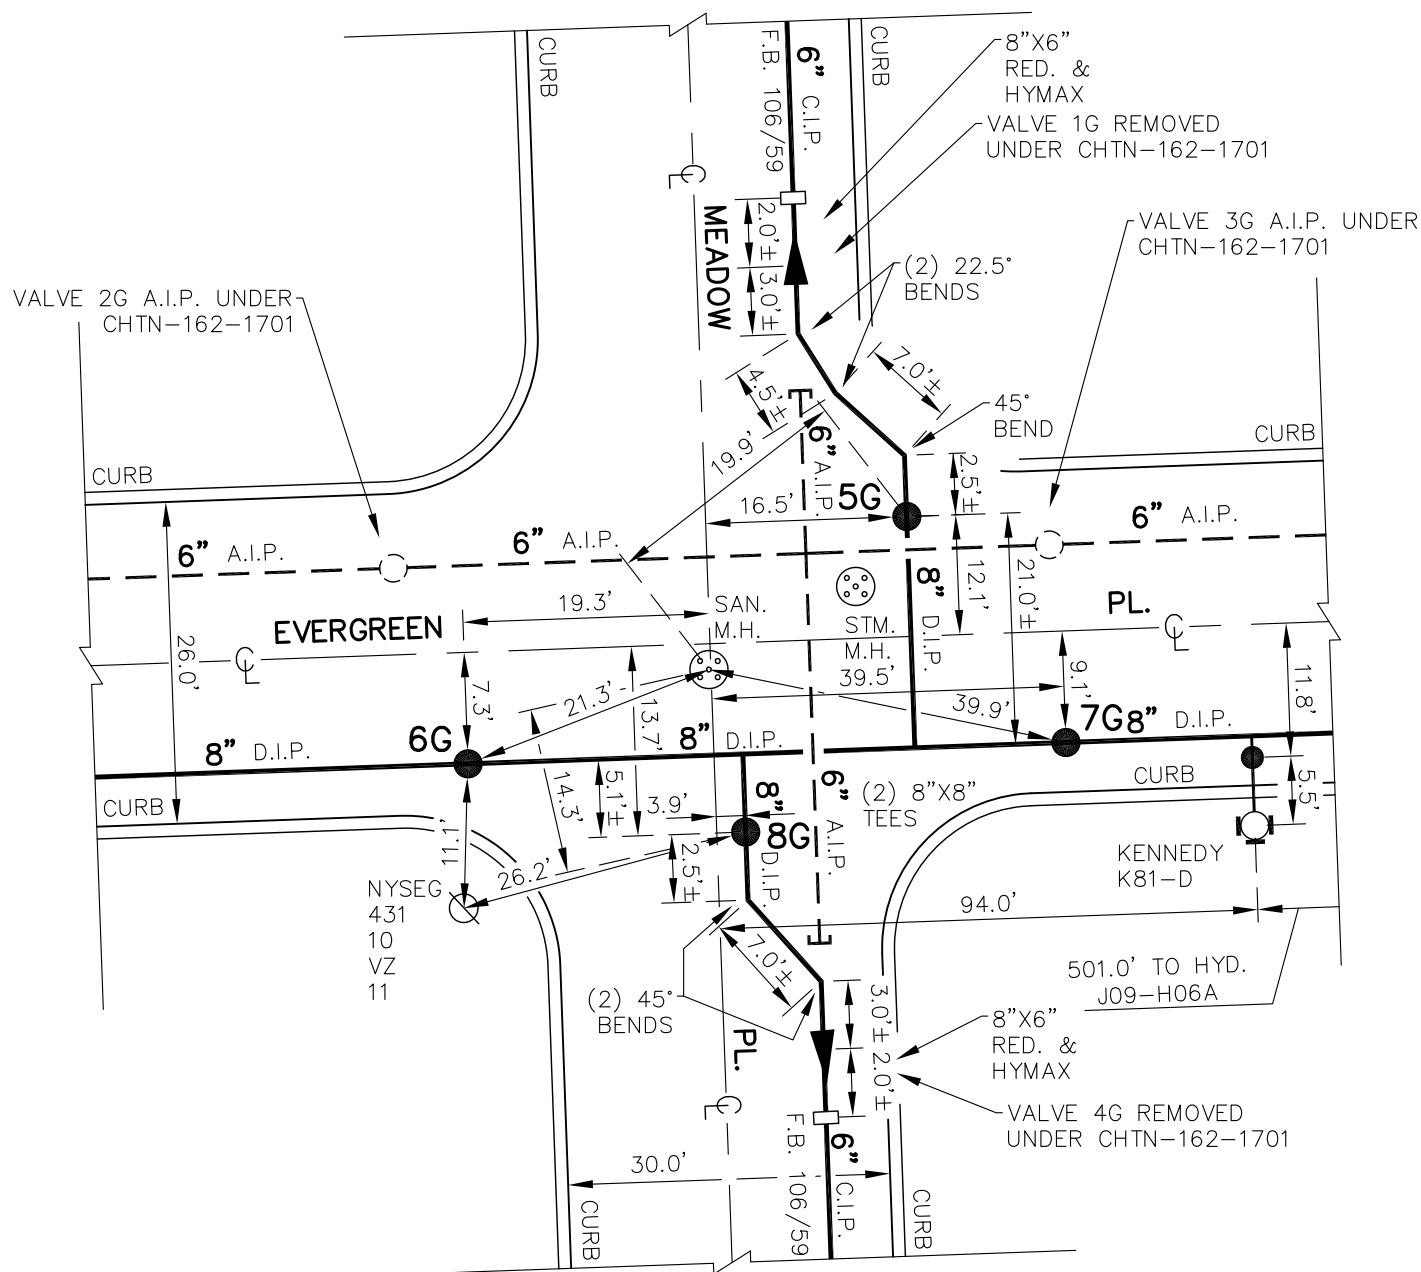 CURB
F.B. 106/59
6" C.I.P.
CURB
8"X6"
RED. &
HYMAX
VALVE 1G REMOVED
UNDER CHTN-162-1701
℄
MEADOW
2.0'±
3.0'±
(2) 22.5°
BENDS
VALVE 3G A.I.P. UNDER
CHTN-162-1701
VALVE 2G A.I.P. UNDER
CHTN-162-1701
7.0'±
4.5'±
45°
BEND
19.9'
6" A.I.P.
CURB
CURB
2.5'±
16.5'
5G
6" A.I.P.
6" A.I.P.
6" A.I.P.
12.1'
21.0'±
8" D.I.P.
19.3'
SAN.
M.H.
STM.
M.H.
PL.
EVERGREEN
℄
℄
26.0'
7.3'
21.3'
13.7'
39.5'
39.9'
9.1'
11.8'
6G
7G
8" D.I.P.
8" D.I.P.
8" D.I.P.
CURB
CURB
14.3'
5.1'±
3.9'
8" D.I.P.
8G
6" A.I.P.
(2) 8"X8"
TEES
5.5'
11.1'
26.2'
2.5'±
KENNEDY
K81-D
NYSEG
431
10
VZ
11
94.0'
7.0'±
501.0' TO HYD.
J09-H06A
(2) 45°
BENDS
3.0'±
2.0'±
8"X6"
RED. &
HYMAX
PL.
℄
VALVE 4G REMOVED
UNDER CHTN-162-1701
30.0'
F.B. 106/59
6" C.I.P.
CURB
CURB